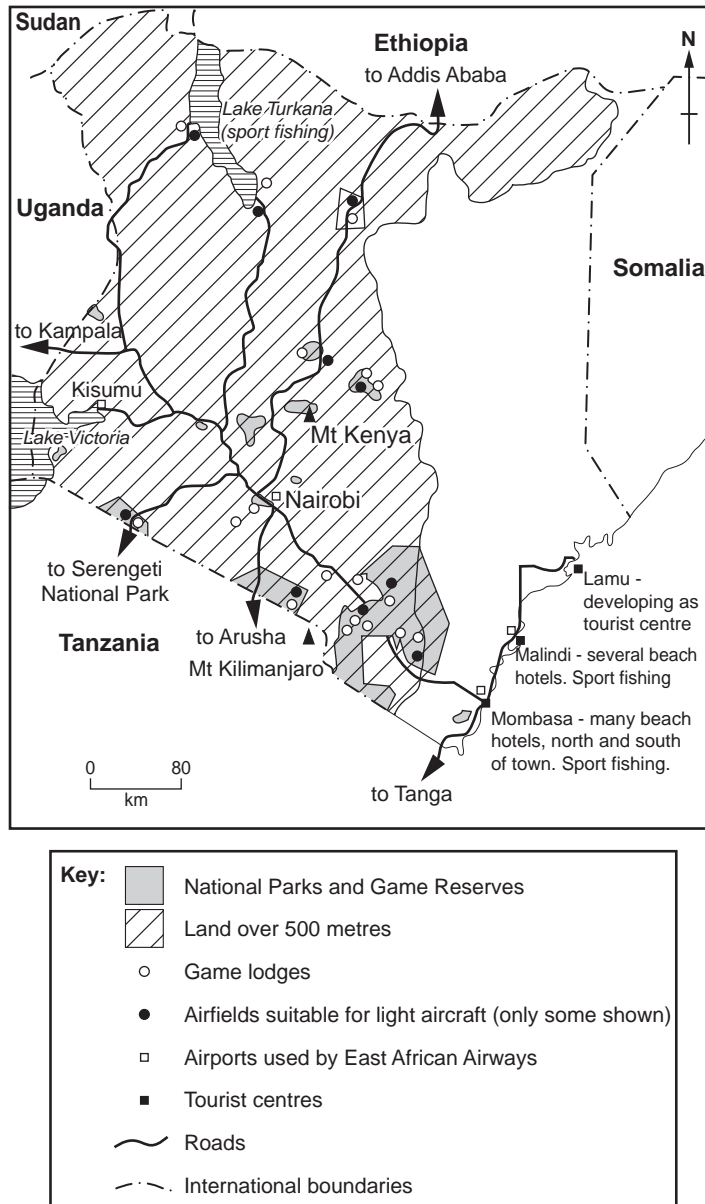 Sudan
Ethiopia
to Addis Ababa
N
Lake Turkana
(sport fishing)
Uganda
Somalia
to Kampala
Kisumu
Lake Victoria
Mt Kenya
Nairobi
to Serengeti
National Park
Tanzania
to Arusha
Mt Kilimanjaro
Lamu -
developing as
tourist centre
Malindi - several beach
hotels. Sport fishing
Mombasa - many beach
hotels, north and south
of town. Sport fishing.
0 80
km
to Tanga
Key:
National Parks and Game Reserves
Land over 500 metres
Game lodges
Airfields suitable for light aircraft (only some shown)
Airports used by East African Airways
Tourist centres
Roads
International boundaries